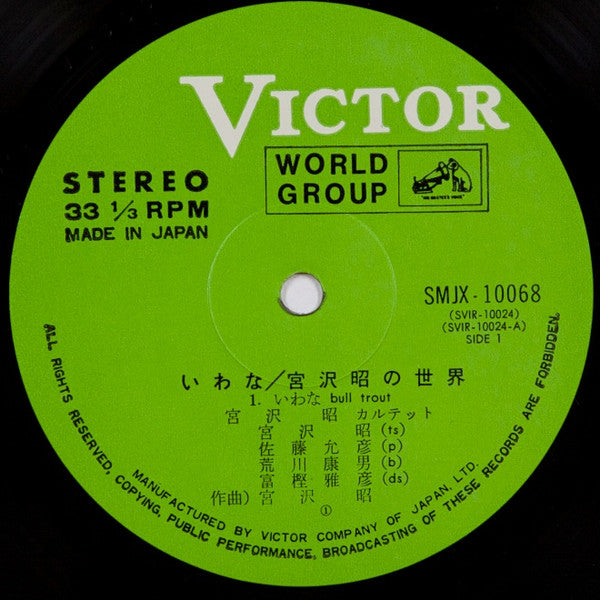 VICTOR
WORLD
GROUP
"HIS MASTER'S VOICE"
STEREO
33 1/3 RPM
MADE IN JAPAN
SMJX-10068
(SVIR-10024)
(SVIR-10024-A)
SIDE 1
いわな/宮沢昭の世界
1. いわな bull trout
宮沢 昭 カルテット
宮沢 昭(ts)
佐藤允彦(p)
荒川康男(b)
富樫雅彦(ds)
作曲)宮沢 昭
①
ALL RIGHTS RESERVED, COPYING, PUBLIC PERFORMANCE, BROADCASTING OF THESE RECORDS ARE FORBIDDEN.
MANUFACTURED BY VICTOR COMPANY OF JAPAN, LTD.